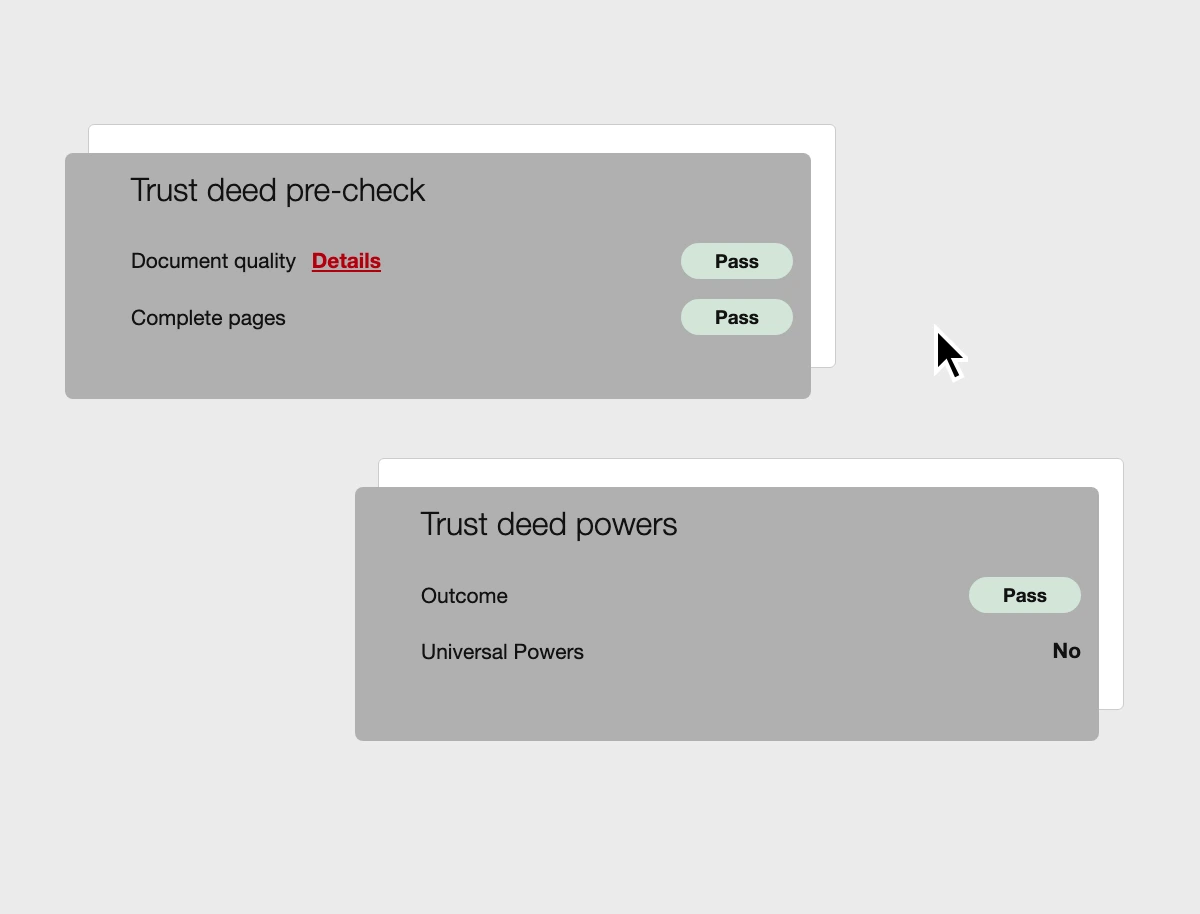 Trust deed pre-check
Document quality Details Pass
Complete pages Pass
Trust deed powers
Outcome Pass
Universal Powers No